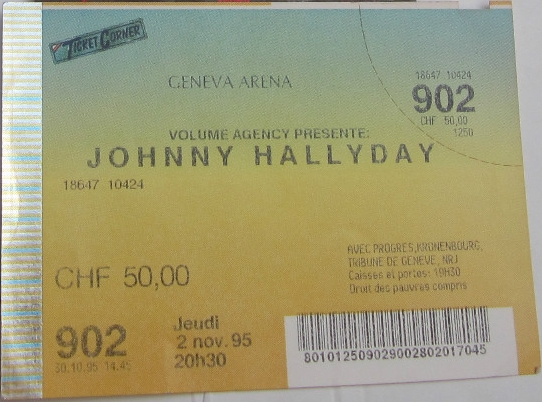 TICKET CORNER
GENEVA ARENA
18647 10424
902
CHF 50,00
1250
VOLUME AGENCY PRESENTE:
JOHNNY HALLYDAY
18647 10424
AVEC PROGRES,KRONENBOURG,
TRIBUNE DE GENEVE, NRJ
Caisses et portes: 19H30
Droit des pauvres compris
CHF 50,00
902
30.10.95 14.45
Jeudi
2 nov.95
20h30
801012509029002802017045